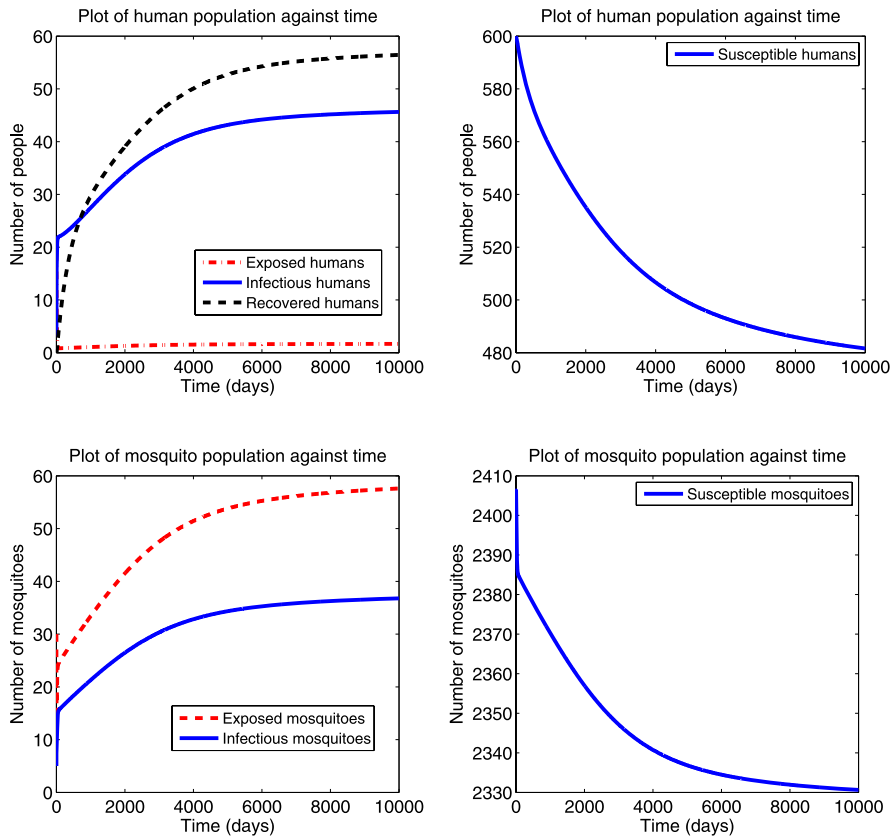 Plot of human population against time
60
50
40
30
20
10
0
Number of people
Exposed humans
Infectious humans
Recovered humans
0 2000 4000 6000 8000 10000
Time (days)
Plot of human population against time
600
580
560
540
520
500
480
Number of people
Susceptible humans
0 2000 4000 6000 8000 10000
Time (days)
Plot of mosquito population against time
60
50
40
30
20
10
0
Number of mosquitoes
Exposed mosquitoes
Infectious mosquitoes
0 2000 4000 6000 8000 10000
Time (days)
Plot of mosquito population against time
2410
2400
2390
2380
2370
2360
2350
2340
2330
Number of mosquitoes
Susceptible mosquitoes
0 2000 4000 6000 8000 10000
Time (days)